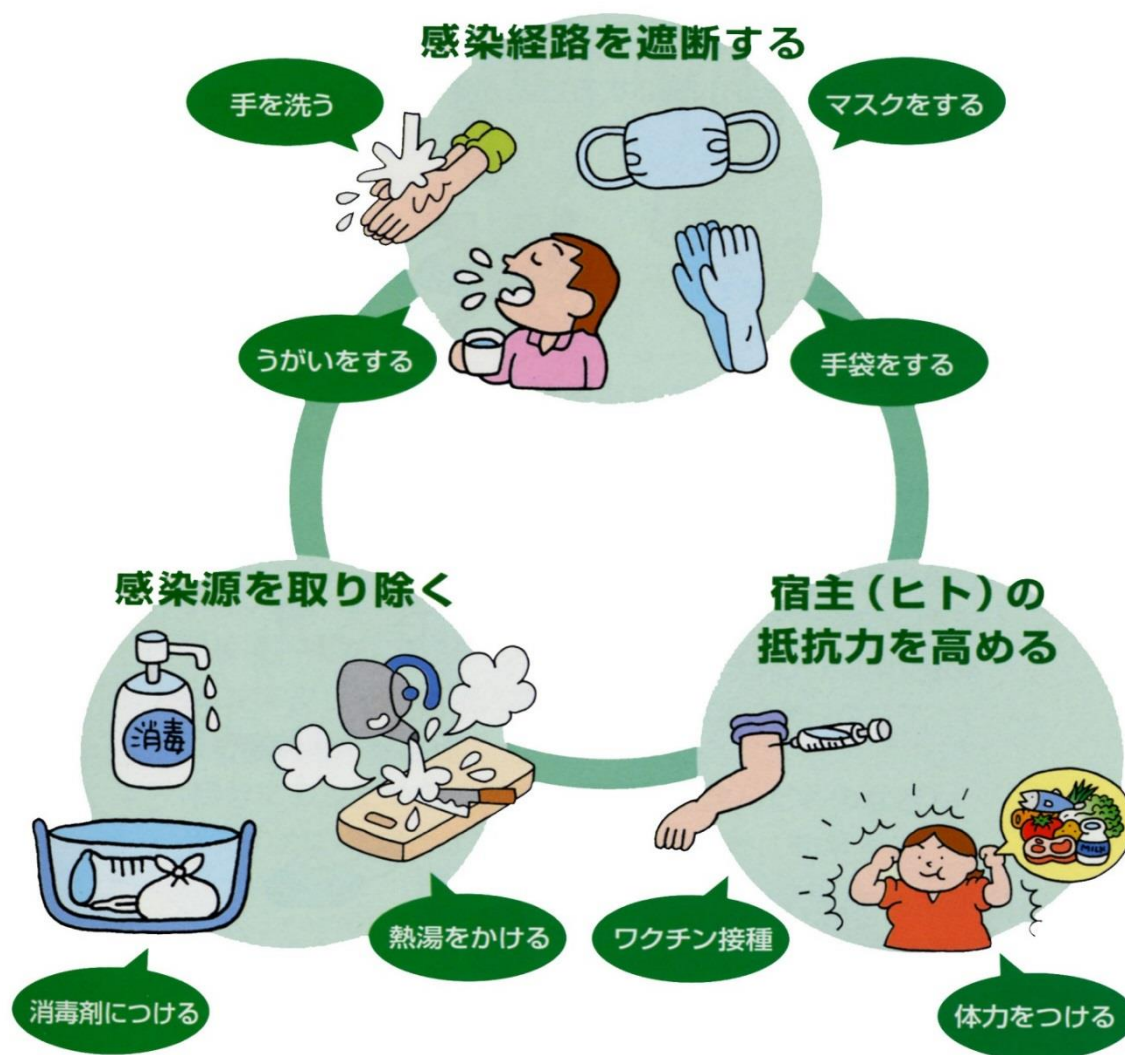 感染経路を遮断する
手を洗う
マスクをする
うがいをする
手袋をする
感染源を取り除く
消毒
熱湯をかける
消毒剤につける
宿主（ヒト）の
抵抗力を高める
MILK
ワクチン接種
体力をつける